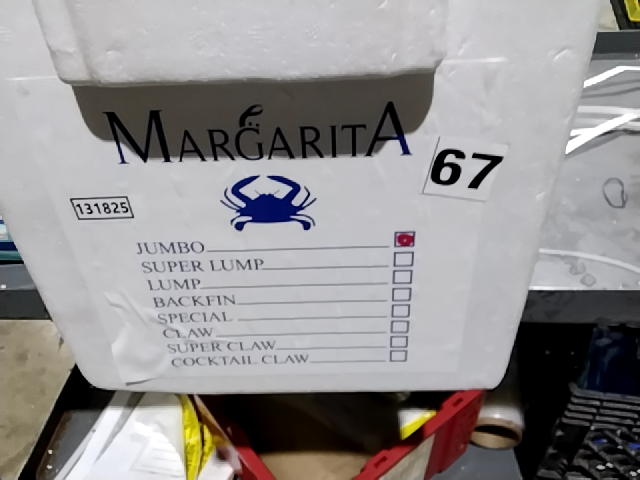 MARGARITA
67
131825
JUMBO
SUPER LUMP
LUMP
BACKFIN
SPECIAL
CLAW
SUPER CLAW
COCKTAIL CLAW